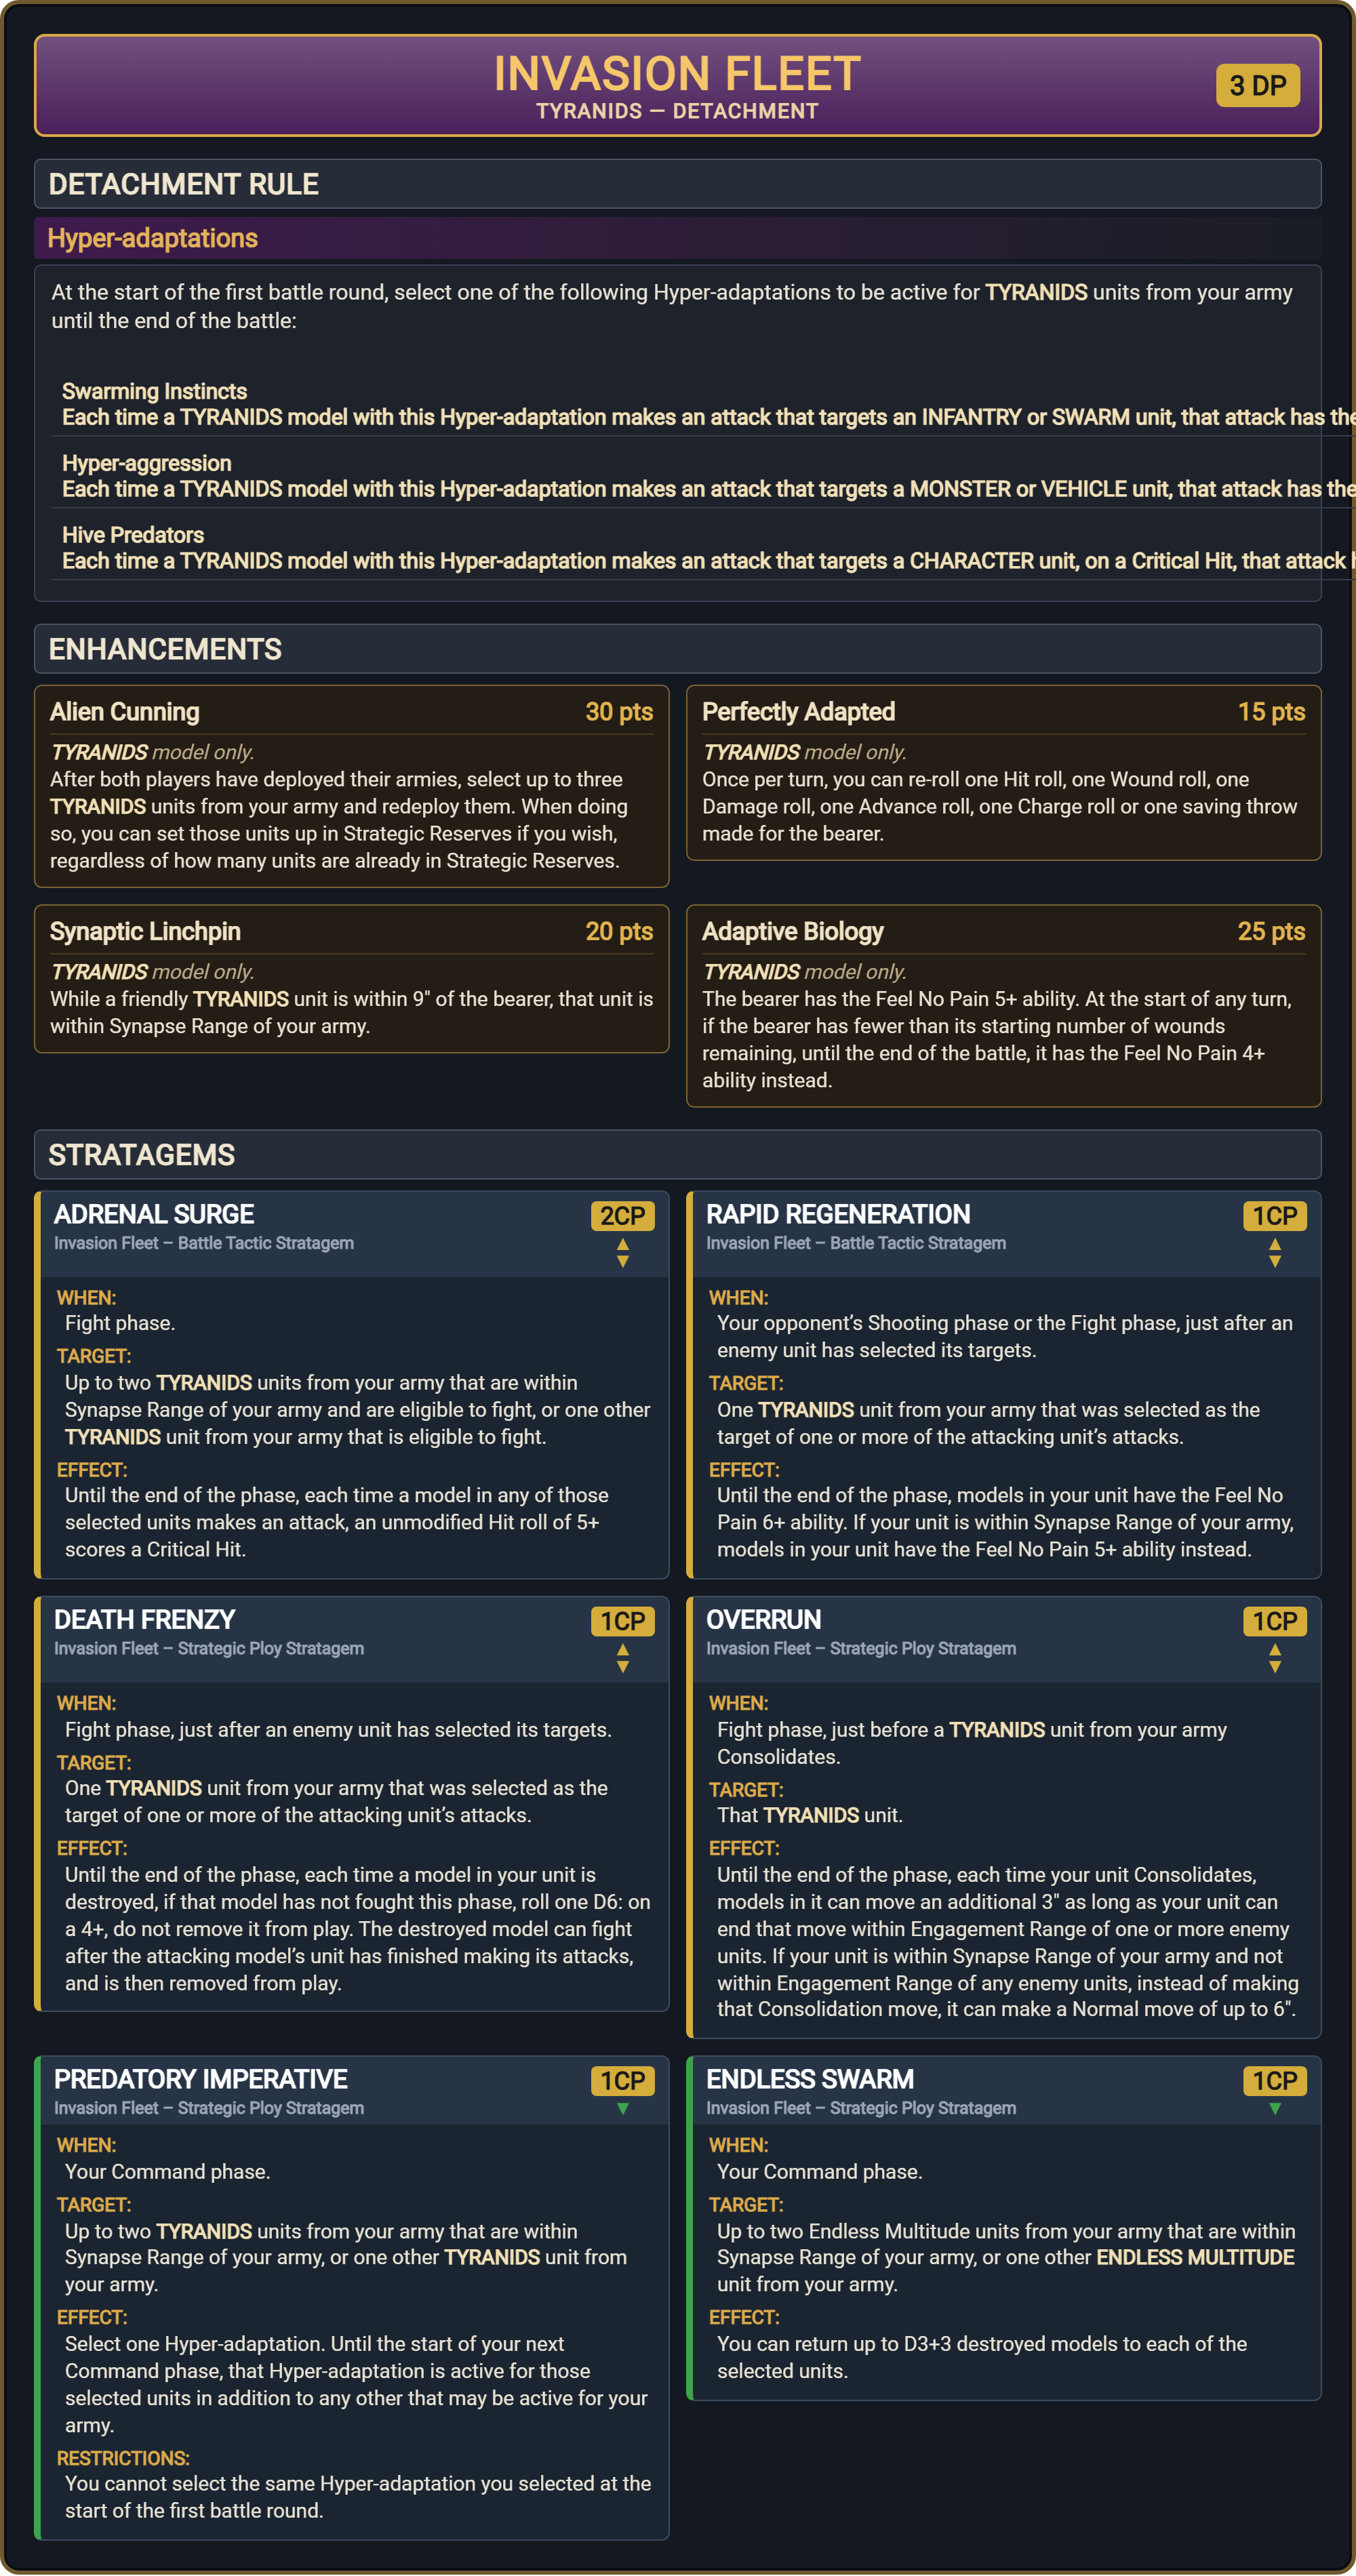 INVASION FLEET
TYRANIDS — DETACHMENT
3 DP
DETACHMENT RULE
Hyper-adaptations
At the start of the first battle round, select one of the following Hyper-adaptations to be active for TYRANIDS units from your army
until the end of the battle:
Swarming Instincts
Each time a TYRANIDS model with this Hyper-adaptation makes an attack that targets an INFANTRY or SWARM unit, that attack has the
Hyper-aggression
Each time a TYRANIDS model with this Hyper-adaptation makes an attack that targets a MONSTER or VEHICLE unit, that attack has the
Hive Predators
Each time a TYRANIDS model with this Hyper-adaptation makes an attack that targets a CHARACTER unit, on a Critical Hit, that attack
ENHANCEMENTS
Alien Cunning
30 pts
TYRANIDS model only.
After both players have deployed their armies, select up to three
TYRANIDS units from your army and redeploy them. When doing
so, you can set those units up in Strategic Reserves if you wish,
regardless of how many units are already in Strategic Reserves.
Perfectly Adapted
15 pts
TYRANIDS model only.
Once per turn, you can re-roll one Hit roll, one Wound roll, one
Damage roll, one Advance roll, one Charge roll or one saving throw
made for the bearer.
Synaptic Linchpin
20 pts
TYRANIDS model only.
While a friendly TYRANIDS unit is within 9" of the bearer, that unit is
within Synapse Range of your army.
Adaptive Biology
25 pts
TYRANIDS model only.
The bearer has the Feel No Pain 5+ ability. At the start of any turn,
if the bearer has fewer than its starting number of wounds
remaining, until the end of the battle, it has the Feel No Pain 4+
ability instead.
STRATAGEMS
ADRENAL SURGE
2CP
Invasion Fleet – Battle Tactic Stratagem
▲
▼
WHEN:
Fight phase.
TARGET:
Up to two TYRANIDS units from your army that are within
Synapse Range of your army and are eligible to fight, or one other
TYRANIDS unit from your army that is eligible to fight.
EFFECT:
Until the end of the phase, each time a model in any of those
selected units makes an attack, an unmodified Hit roll of 5+
scores a Critical Hit.
RAPID REGENERATION
1CP
Invasion Fleet – Battle Tactic Stratagem
▲
▼
WHEN:
Your opponent’s Shooting phase or the Fight phase, just after an
enemy unit has selected its targets.
TARGET:
One TYRANIDS unit from your army that was selected as the
target of one or more of the attacking unit’s attacks.
EFFECT:
Until the end of the phase, models in your unit have the Feel No
Pain 6+ ability. If your unit is within Synapse Range of your army,
models in your unit have the Feel No Pain 5+ ability instead.
DEATH FRENZY
1CP
Invasion Fleet – Strategic Ploy Stratagem
▲
▼
WHEN:
Fight phase, just after an enemy unit has selected its targets.
TARGET:
One TYRANIDS unit from your army that was selected as the
target of one or more of the attacking unit’s attacks.
EFFECT:
Until the end of the phase, each time a model in your unit is
destroyed, if that model has not fought this phase, roll one D6: on
a 4+, do not remove it from play. The destroyed model can fight
after the attacking model’s unit has finished making its attacks,
and is then removed from play.
OVERRUN
1CP
Invasion Fleet – Strategic Ploy Stratagem
▲
▼
WHEN:
Fight phase, just before a TYRANIDS unit from your army
Consolidates.
TARGET:
That TYRANIDS unit.
EFFECT:
Until the end of the phase, each time your unit Consolidates,
models in it can move an additional 3" as long as your unit can
end that move within Engagement Range of one or more enemy
units. If your unit is within Synapse Range of your army and not
within Engagement Range of any enemy units, instead of making
that Consolidation move, it can make a Normal move of up to 6".
PREDATORY IMPERATIVE
1CP
Invasion Fleet – Strategic Ploy Stratagem
▼
WHEN:
Your Command phase.
TARGET:
Up to two TYRANIDS units from your army that are within
Synapse Range of your army, or one other TYRANIDS unit from
your army.
EFFECT:
Select one Hyper-adaptation. Until the start of your next
Command phase, that Hyper-adaptation is active for those
selected units in addition to any other that may be active for your
army.
RESTRICTIONS:
You cannot select the same Hyper-adaptation you selected at the
start of the first battle round.
ENDLESS SWARM
1CP
Invasion Fleet – Strategic Ploy Stratagem
▼
WHEN:
Your Command phase.
TARGET:
Up to two Endless Multitude units from your army that are within
Synapse Range of your army, or one other ENDLESS MULTITUDE
unit from your army.
EFFECT:
You can return up to D3+3 destroyed models to each of the
selected units.